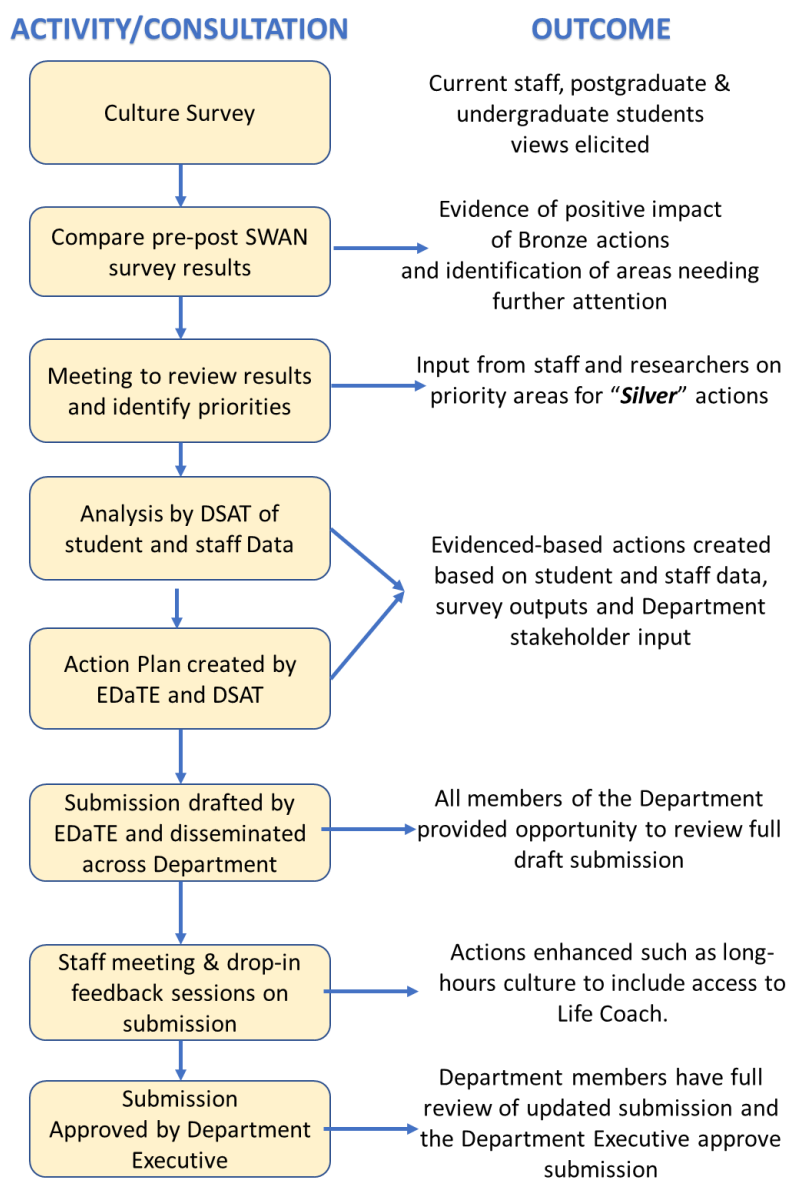 ACTIVITY/CONSULTATION
OUTCOME
Culture Survey
Current staff, postgraduate &
undergraduate students
views elicited
Compare pre-post SWAN
survey results
Evidence of positive impact
of Bronze actions
and identification of areas needing
further attention
Meeting to review results
and identify priorities
Input from staff and researchers on
priority areas for “Silver” actions
Analysis by DSAT of
student and staff Data
Evidenced-based actions created
based on student and staff data,
survey outputs and Department
stakeholder input
Action Plan created by
EDaTE and DSAT
Submission drafted by
EDaTE and disseminated
across Department
All members of the Department
provided opportunity to review full
draft submission
Staff meeting & drop-in
feedback sessions on
submission
Actions enhanced such as long-
hours culture to include access to
Life Coach.
Submission
Approved by Department
Executive
Department members have full
review of updated submission and
the Department Executive approve
submission